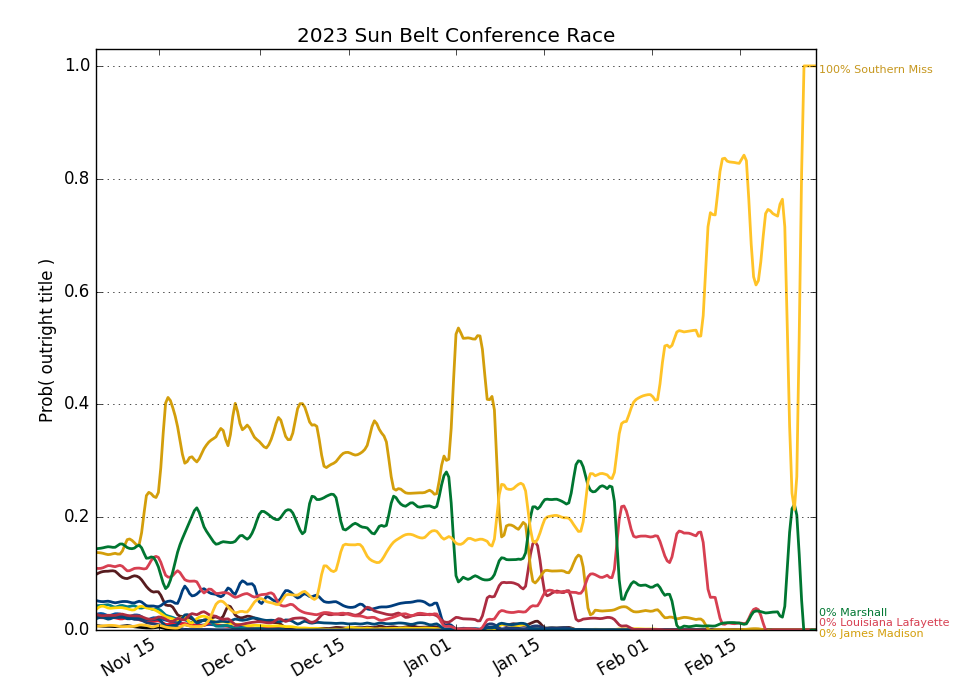 2023 Sun Belt Conference Race
1.0
0.8
0.6
0.4
0.2
0.0
Prob( outright title )
100% Southern Miss
0% Marshall
0% Louisiana Lafayette
0% James Madison
Nov 15
Dec 01
Dec 15
Jan 01
Jan 15
Feb 01
Feb 15